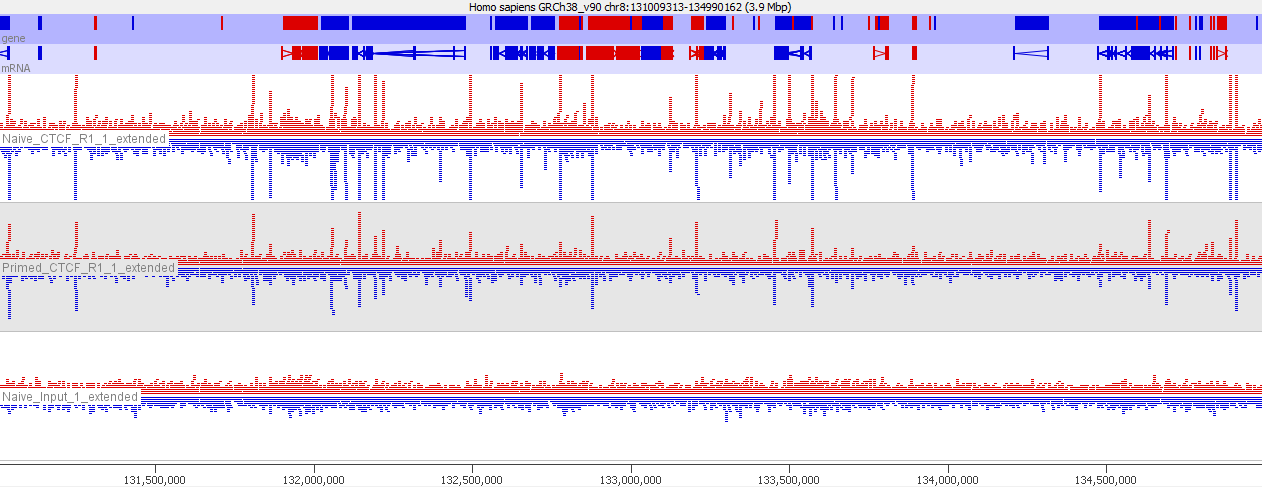 Homo sapiens GRCh38_v90 chr8:131009313-134990162 (3.9 Mbp)
gene
mRNA
Naive_CTCF_R1_1_extended
Primed_CTCF_R1_1_extended
Naive_Input_1_extended
131,500,000 132,000,000 132,500,000 133,000,000 133,500,000 134,000,000 134,500,000